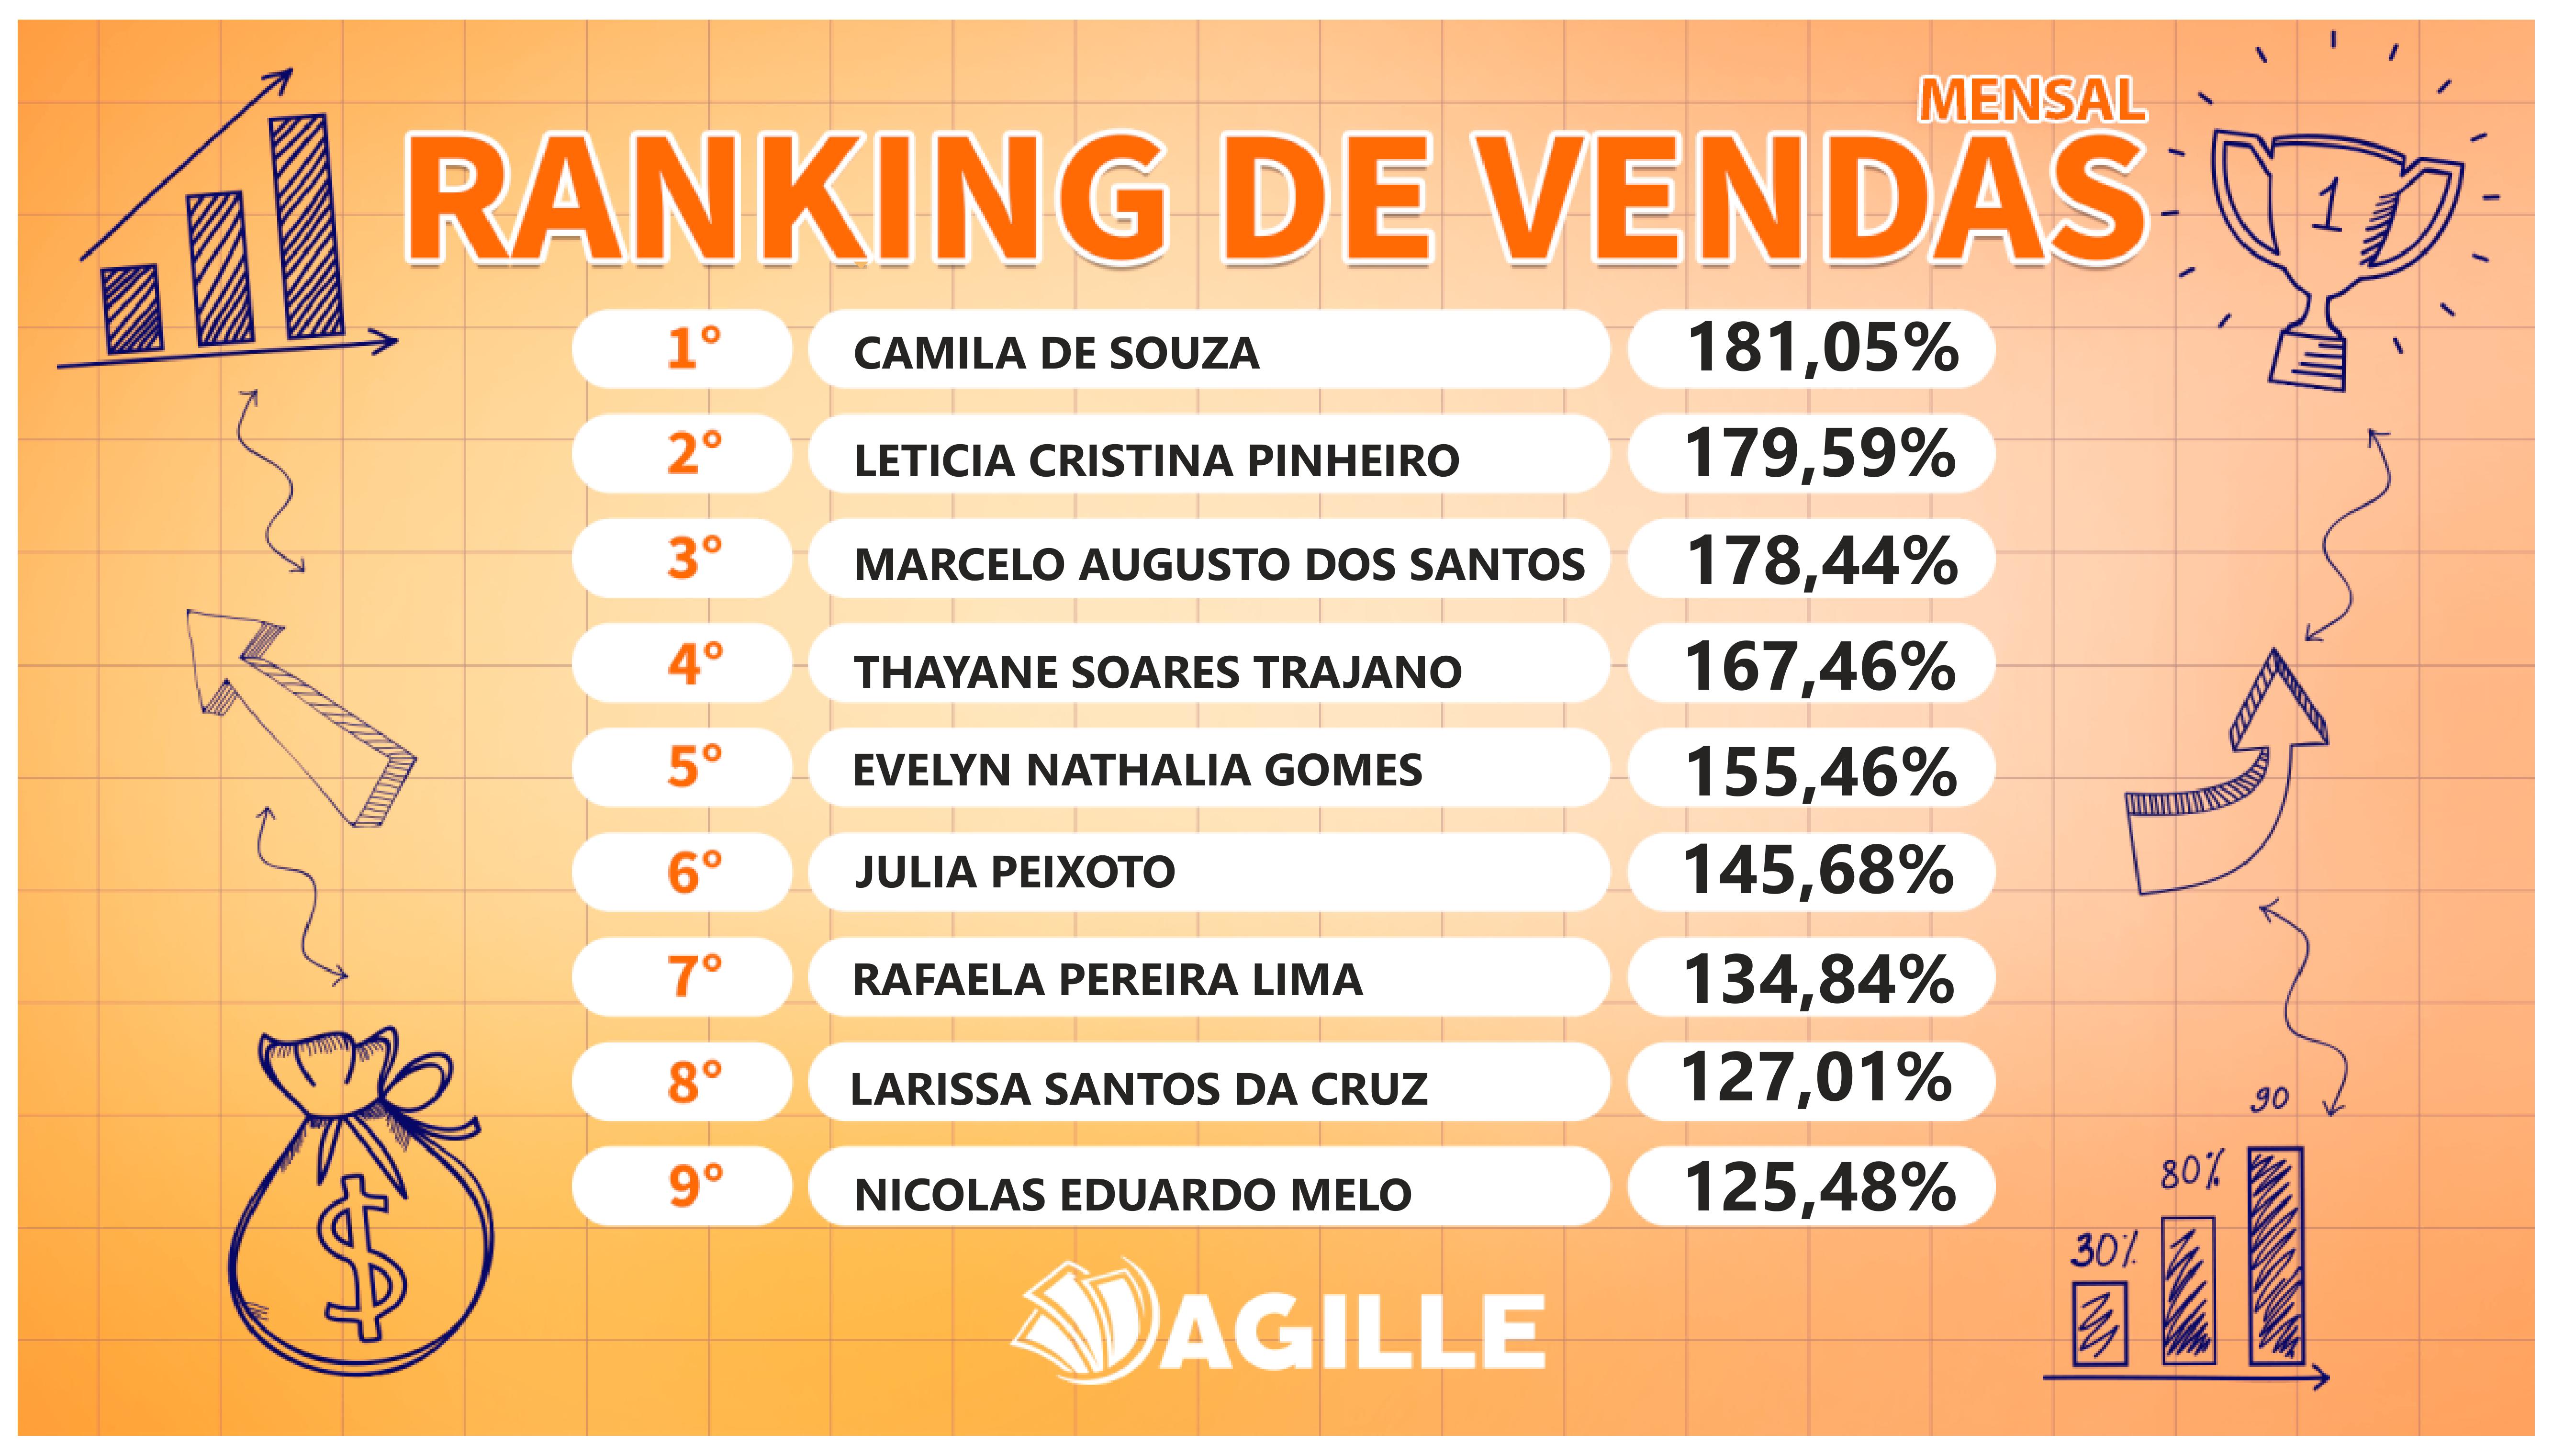 MENSAL
RANKING DE VENDAS
1° CAMILA DE SOUZA 181,05%
2° LETICIA CRISTINA PINHEIRO 179,59%
3° MARCELO AUGUSTO DOS SANTOS 178,44%
4° THAYANE SOARES TRAJANO 167,46%
5° EVELYN NATHALIA GOMES 155,46%
6° JULIA PEIXOTO 145,68%
7° RAFAELA PEREIRA LIMA 134,84%
8° LARISSA SANTOS DA CRUZ 127,01%
9° NICOLAS EDUARDO MELO 125,48%
AGILLE
1
$
30%
80%
90